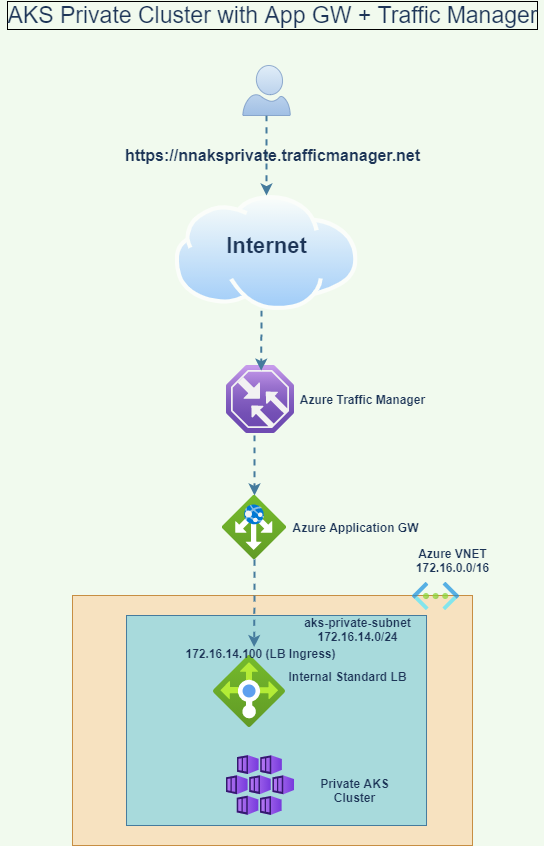 AKS Private Cluster with App GW + Traffic Manager
https://nnaksprivate.trafficmanager.net
Internet
Azure Traffic Manager
Azure Application GW
Azure VNET
172.16.0.0/16
aks-private-subnet
172.16.14.0/24
172.16.14.100 (LB Ingress)
Internal Standard LB
Private AKS
Cluster